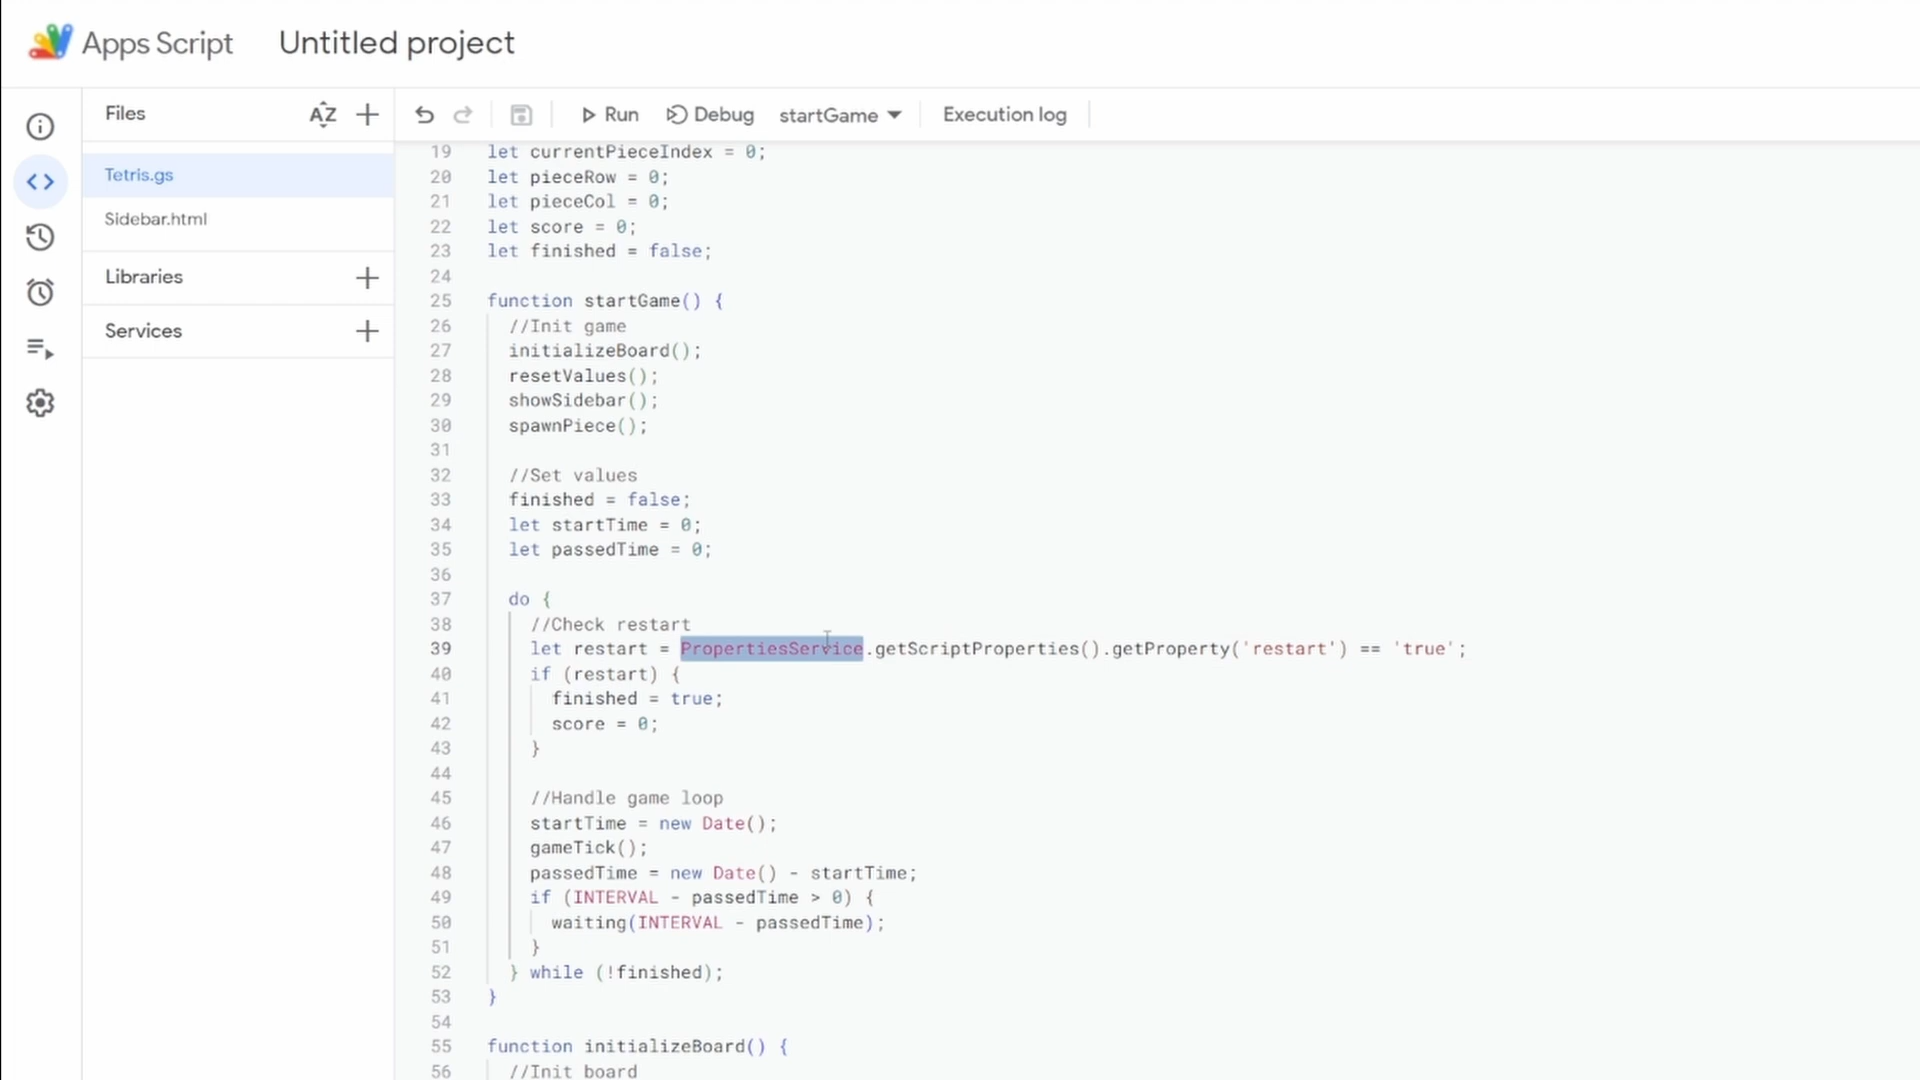 Apps Script Untitled project
Files
Run Debug startGame Execution log
Tetris.gs
Sidebar.html
Libraries
Services
19 let currentPieceIndex = 0;
20 let pieceRow = 0;
21 let pieceCol = 0;
22 let score = 0;
23 let finished = false;
24
25 function startGame() {
26 //Init game
27 initializeBoard();
28 resetValues();
29 showSidebar();
30 spawnPiece();
31
32 //Set values
33 finished = false;
34 let startTime = 0;
35 let passedTime = 0;
36
37 do {
38 //Check restart
39 let restart = PropertiesService.getScriptProperties().getProperty('restart') == 'true';
40 if (restart) {
41 finished = true;
42 score = 0;
43 }
44
45 //Handle game loop
46 startTime = new Date();
47 gameTick();
48 passedTime = new Date() - startTime;
49 if (INTERVAL - passedTime > 0) {
50 waiting(INTERVAL - passedTime);
51 }
52 } while (!finished);
53 }
54
55 function initializeBoard() {
56 //Init board